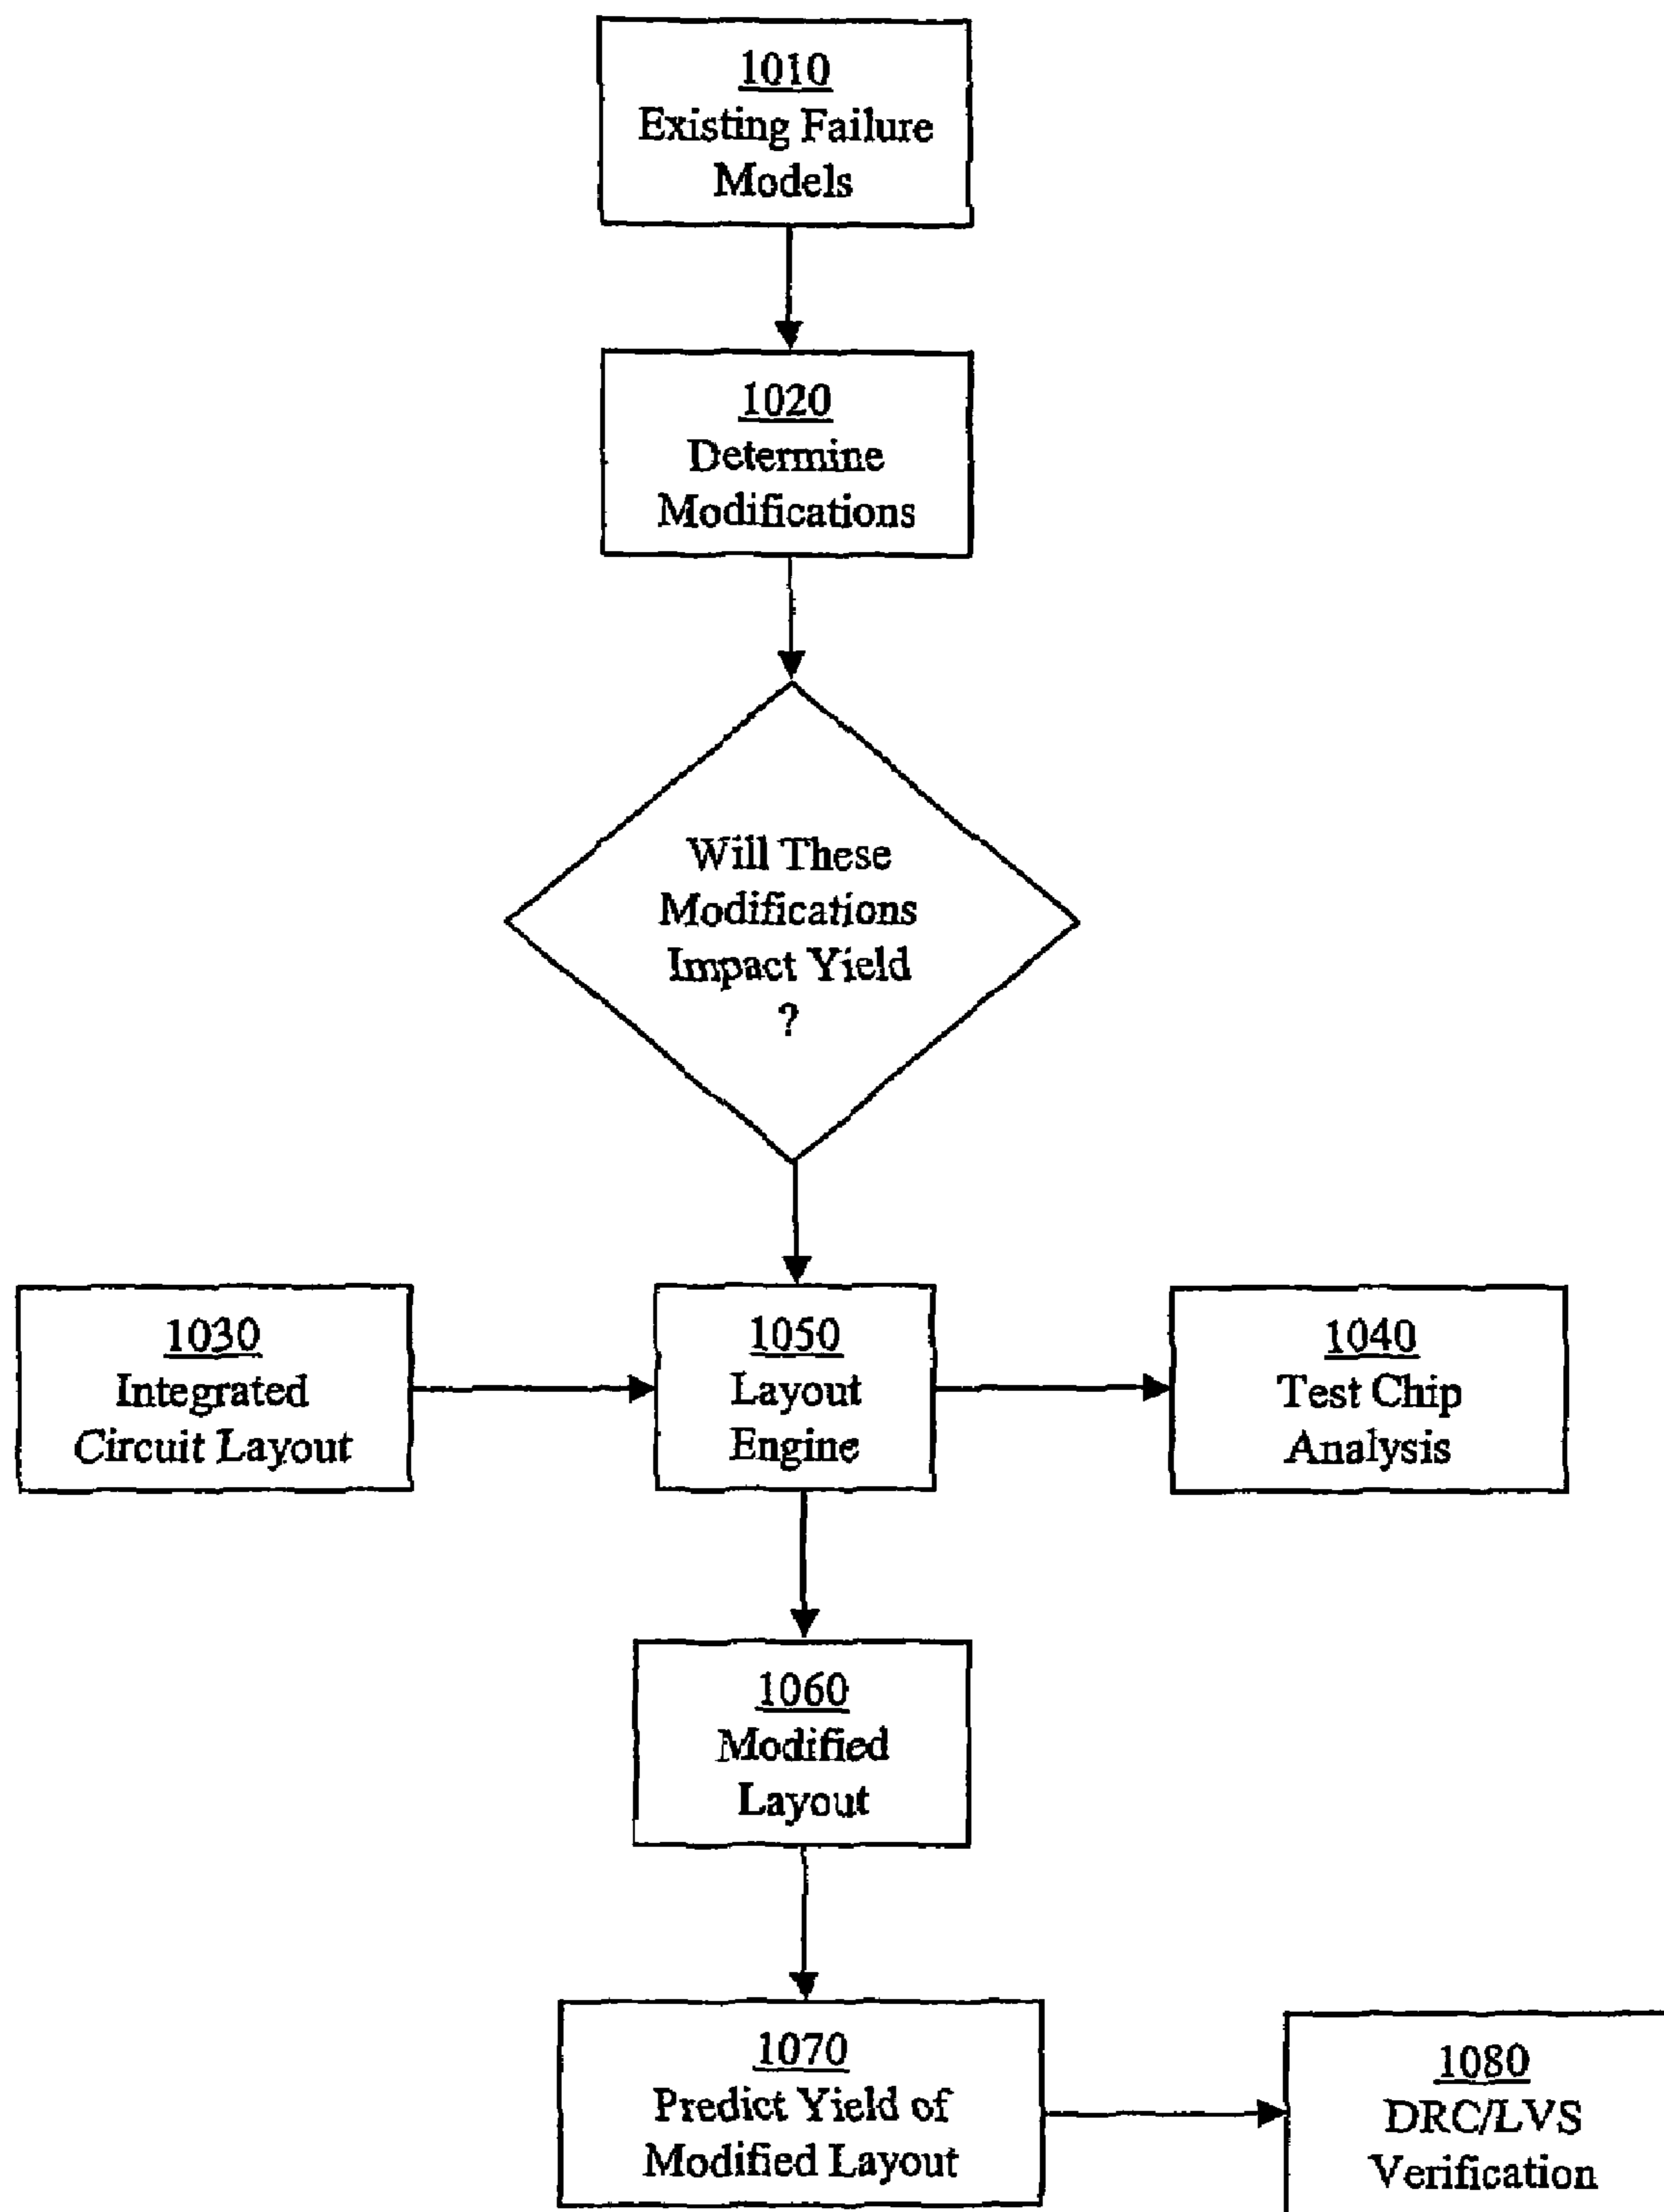 1010
Existing Failure
Models
1020
Determine
Modifications
Will These
Modifications
Impact Yield
?
1030
Integrated
Circuit Layout
1050
Layout
Engine
1040
Test Chip
Analysis
1060
Modified
Layout
1070
Predict Yield of
Modified Layout
1080
DRC/LVS
Verification